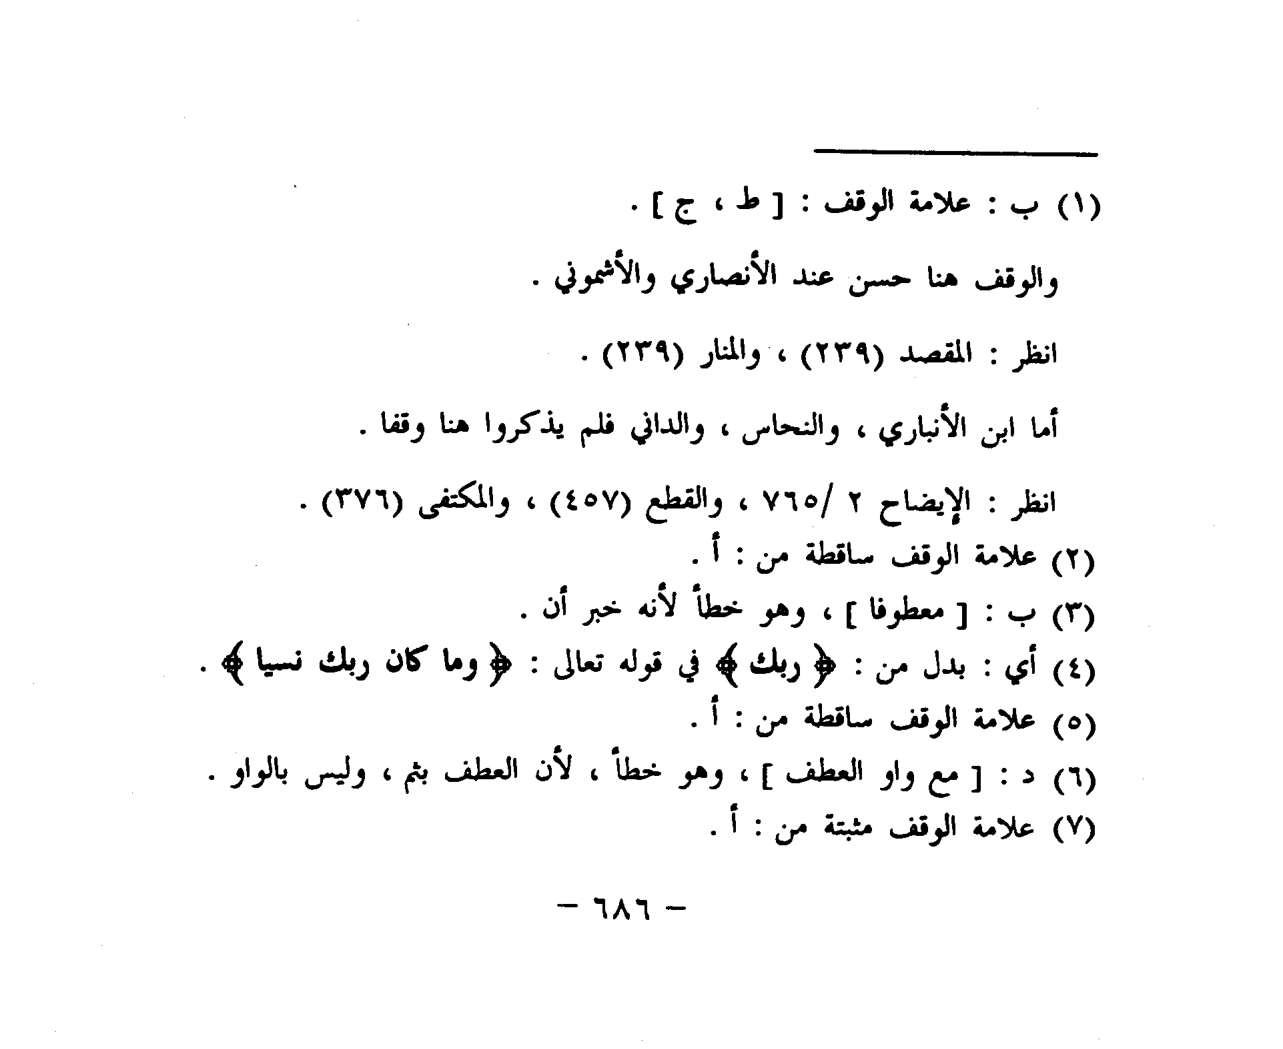 (١) ب : علامة الوقف : [ ط ، ج ] .
والوقف هنا حسن عند الأنصاري والأشموني .
انظر : المقصد (٢٣٩) ، والمنار (٢٣٩) .
أما ابن الأنباري ، والنحاس ، والداني فلم يذكروا هنا وقفا .
انظر : الإيضاح ٢ /٧٦٥ ، والقطع (٤٥٧) ، والمكتفى (٣٧٦) .
(٢) علامة الوقف ساقطة من : أ .
(٣) ب : [ معطوفا ] ، وهو خطأ لأنه خبر أن .
(٤) أي : بدل من : ﴿ ربك ﴾ في قوله تعالى : ﴿ وما كان ربك نسيا ﴾ .
(٥) علامة الوقف ساقطة من : أ .
(٦) د : [ مع واو العطف ] ، وهو خطأ ، لأن العطف بثم ، وليس بالواو .
(٧) علامة الوقف مثبتة من : أ .
– ٦٨٦ –